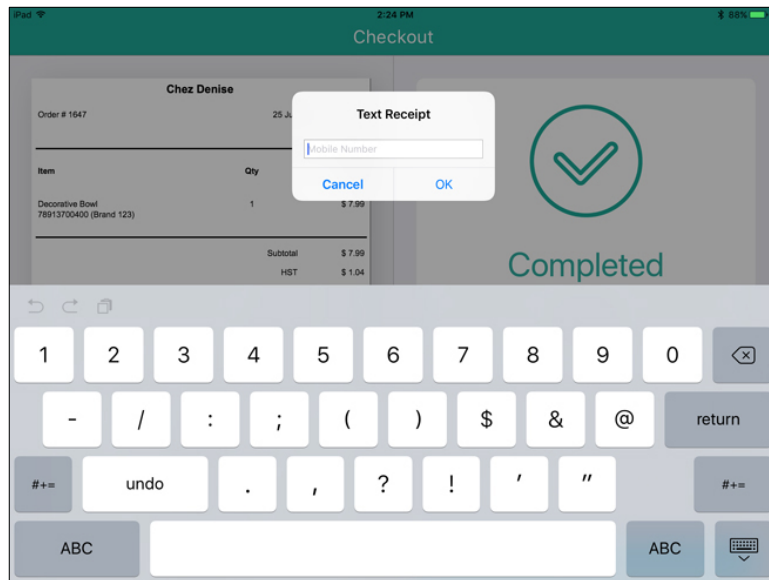 iPad 2:24 PM 88%
Checkout
Chez Denise
Order # 1647 25 Ju
Text Receipt
Mobile Number
Cancel OK
Item Qty
Decorative Bowl 1 $ 7.99
78913700400 (Brand 123)
Subtotal $ 7.99
HST $ 1.04
Completed
1 2 3 4 5 6 7 8 9 0
- / : ; ( ) $ & @ return
#+= undo . , ? ! ' " #+=
ABC ABC